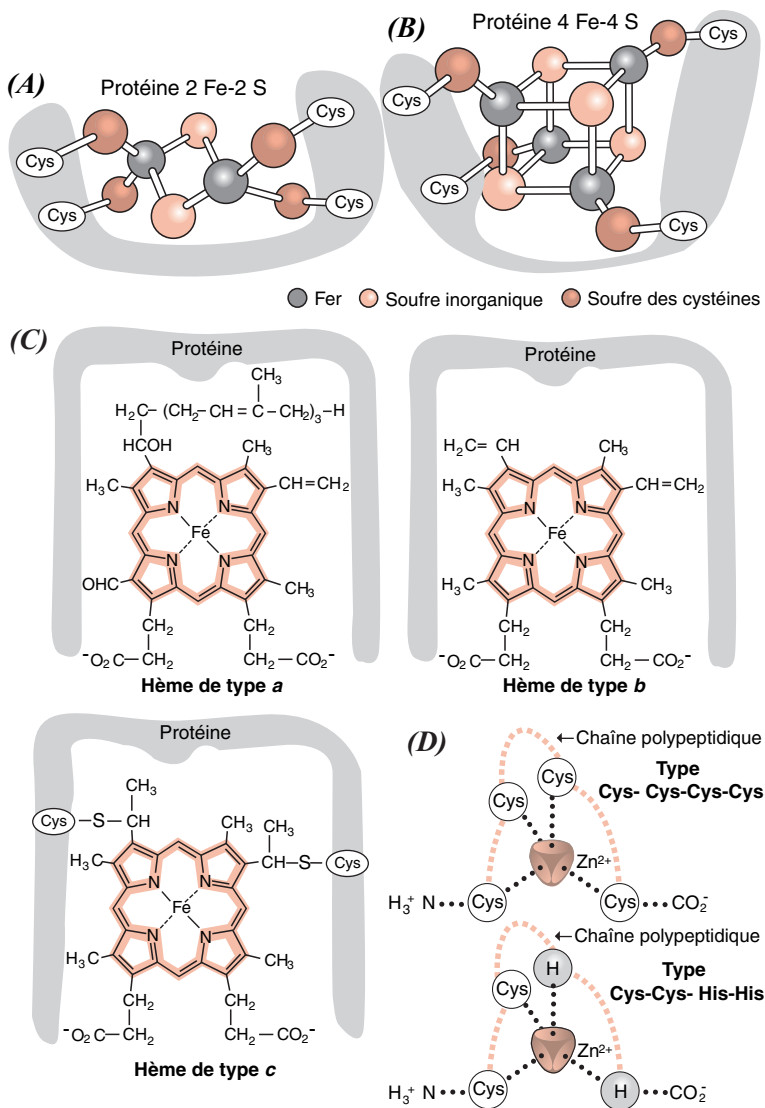 (A)
Protéine 2 Fe-2 S
Cys
Cys
Cys
Cys
(B)
Protéine 4 Fe-4 S
Cys
Cys
Cys
Cys
Fer
Soufre inorganique
Soufre des cystéines
(C)
Protéine
CH3
H2C
(CH2-CH=C-CH2)3-H
HCOH
CH3
H3C
CH=CH2
N
N
Fe
N
N
OHC
CH3
CH2
CH2
-O2C-CH2
CH2-CO2-
Hème de type a
Protéine
H2C=CH
CH3
H3C
CH=CH2
N
N
Fe
N
N
H3C
CH3
CH2
CH2
-O2C-CH2
CH2-CO2-
Hème de type b
Protéine
CH3
Cys-S-CH
CH3
CH3
H3C
CH-S-Cys
N
N
Fe
N
N
H3C
CH3
CH2
CH2
-O2C-CH2
CH2-CO2-
Hème de type c
(D)
←Chaîne polypeptidique
Type
Cys- Cys-Cys-Cys
Cys
Cys
Zn2+
H3+ N
Cys
Cys
CO2-
←Chaîne polypeptidique
Type
Cys-Cys- His-His
H
Cys
Zn2+
H3+ N
Cys
H
CO2-